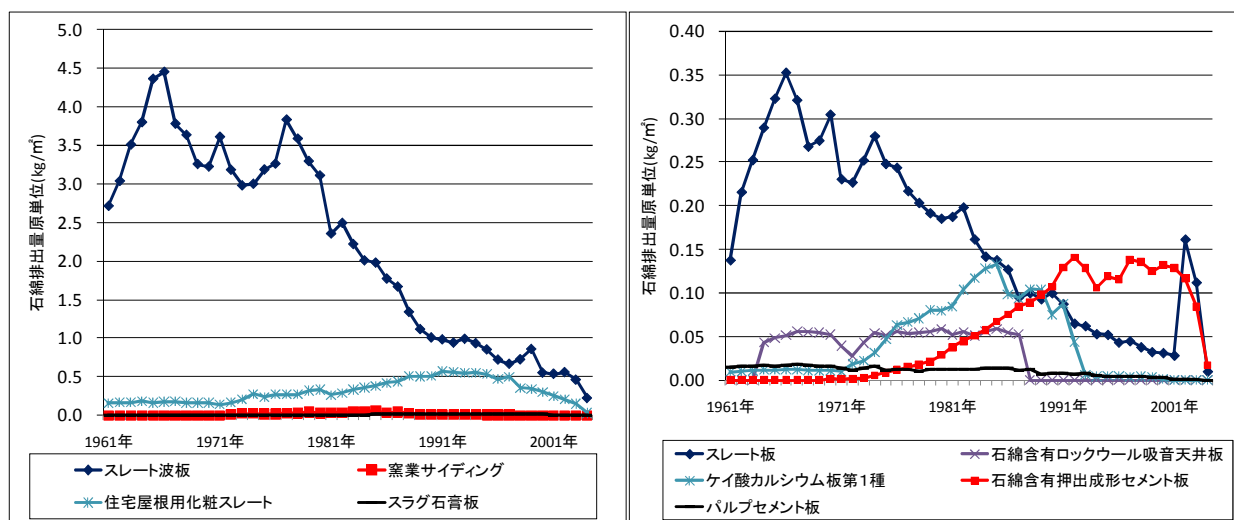 石綿排出量原単位(kg/㎡)
5.0
4.5
4.0
3.5
3.0
2.5
2.0
1.5
1.0
0.5
0.0
1961年 1971年 1981年 1991年 2001年
スレート波板 窯業サイディング
住宅屋根用化粧スレート スラグ石膏板
石綿排出量原単位(kg/㎡)
0.40
0.35
0.30
0.25
0.20
0.15
0.10
0.05
0.00
1961年 1971年 1981年 1991年 2001年
スレート板 石綿含有ロックウール吸音天井板
ケイ酸カルシウム板第1種 石綿含有押出成形セメント板
パルプセメント板